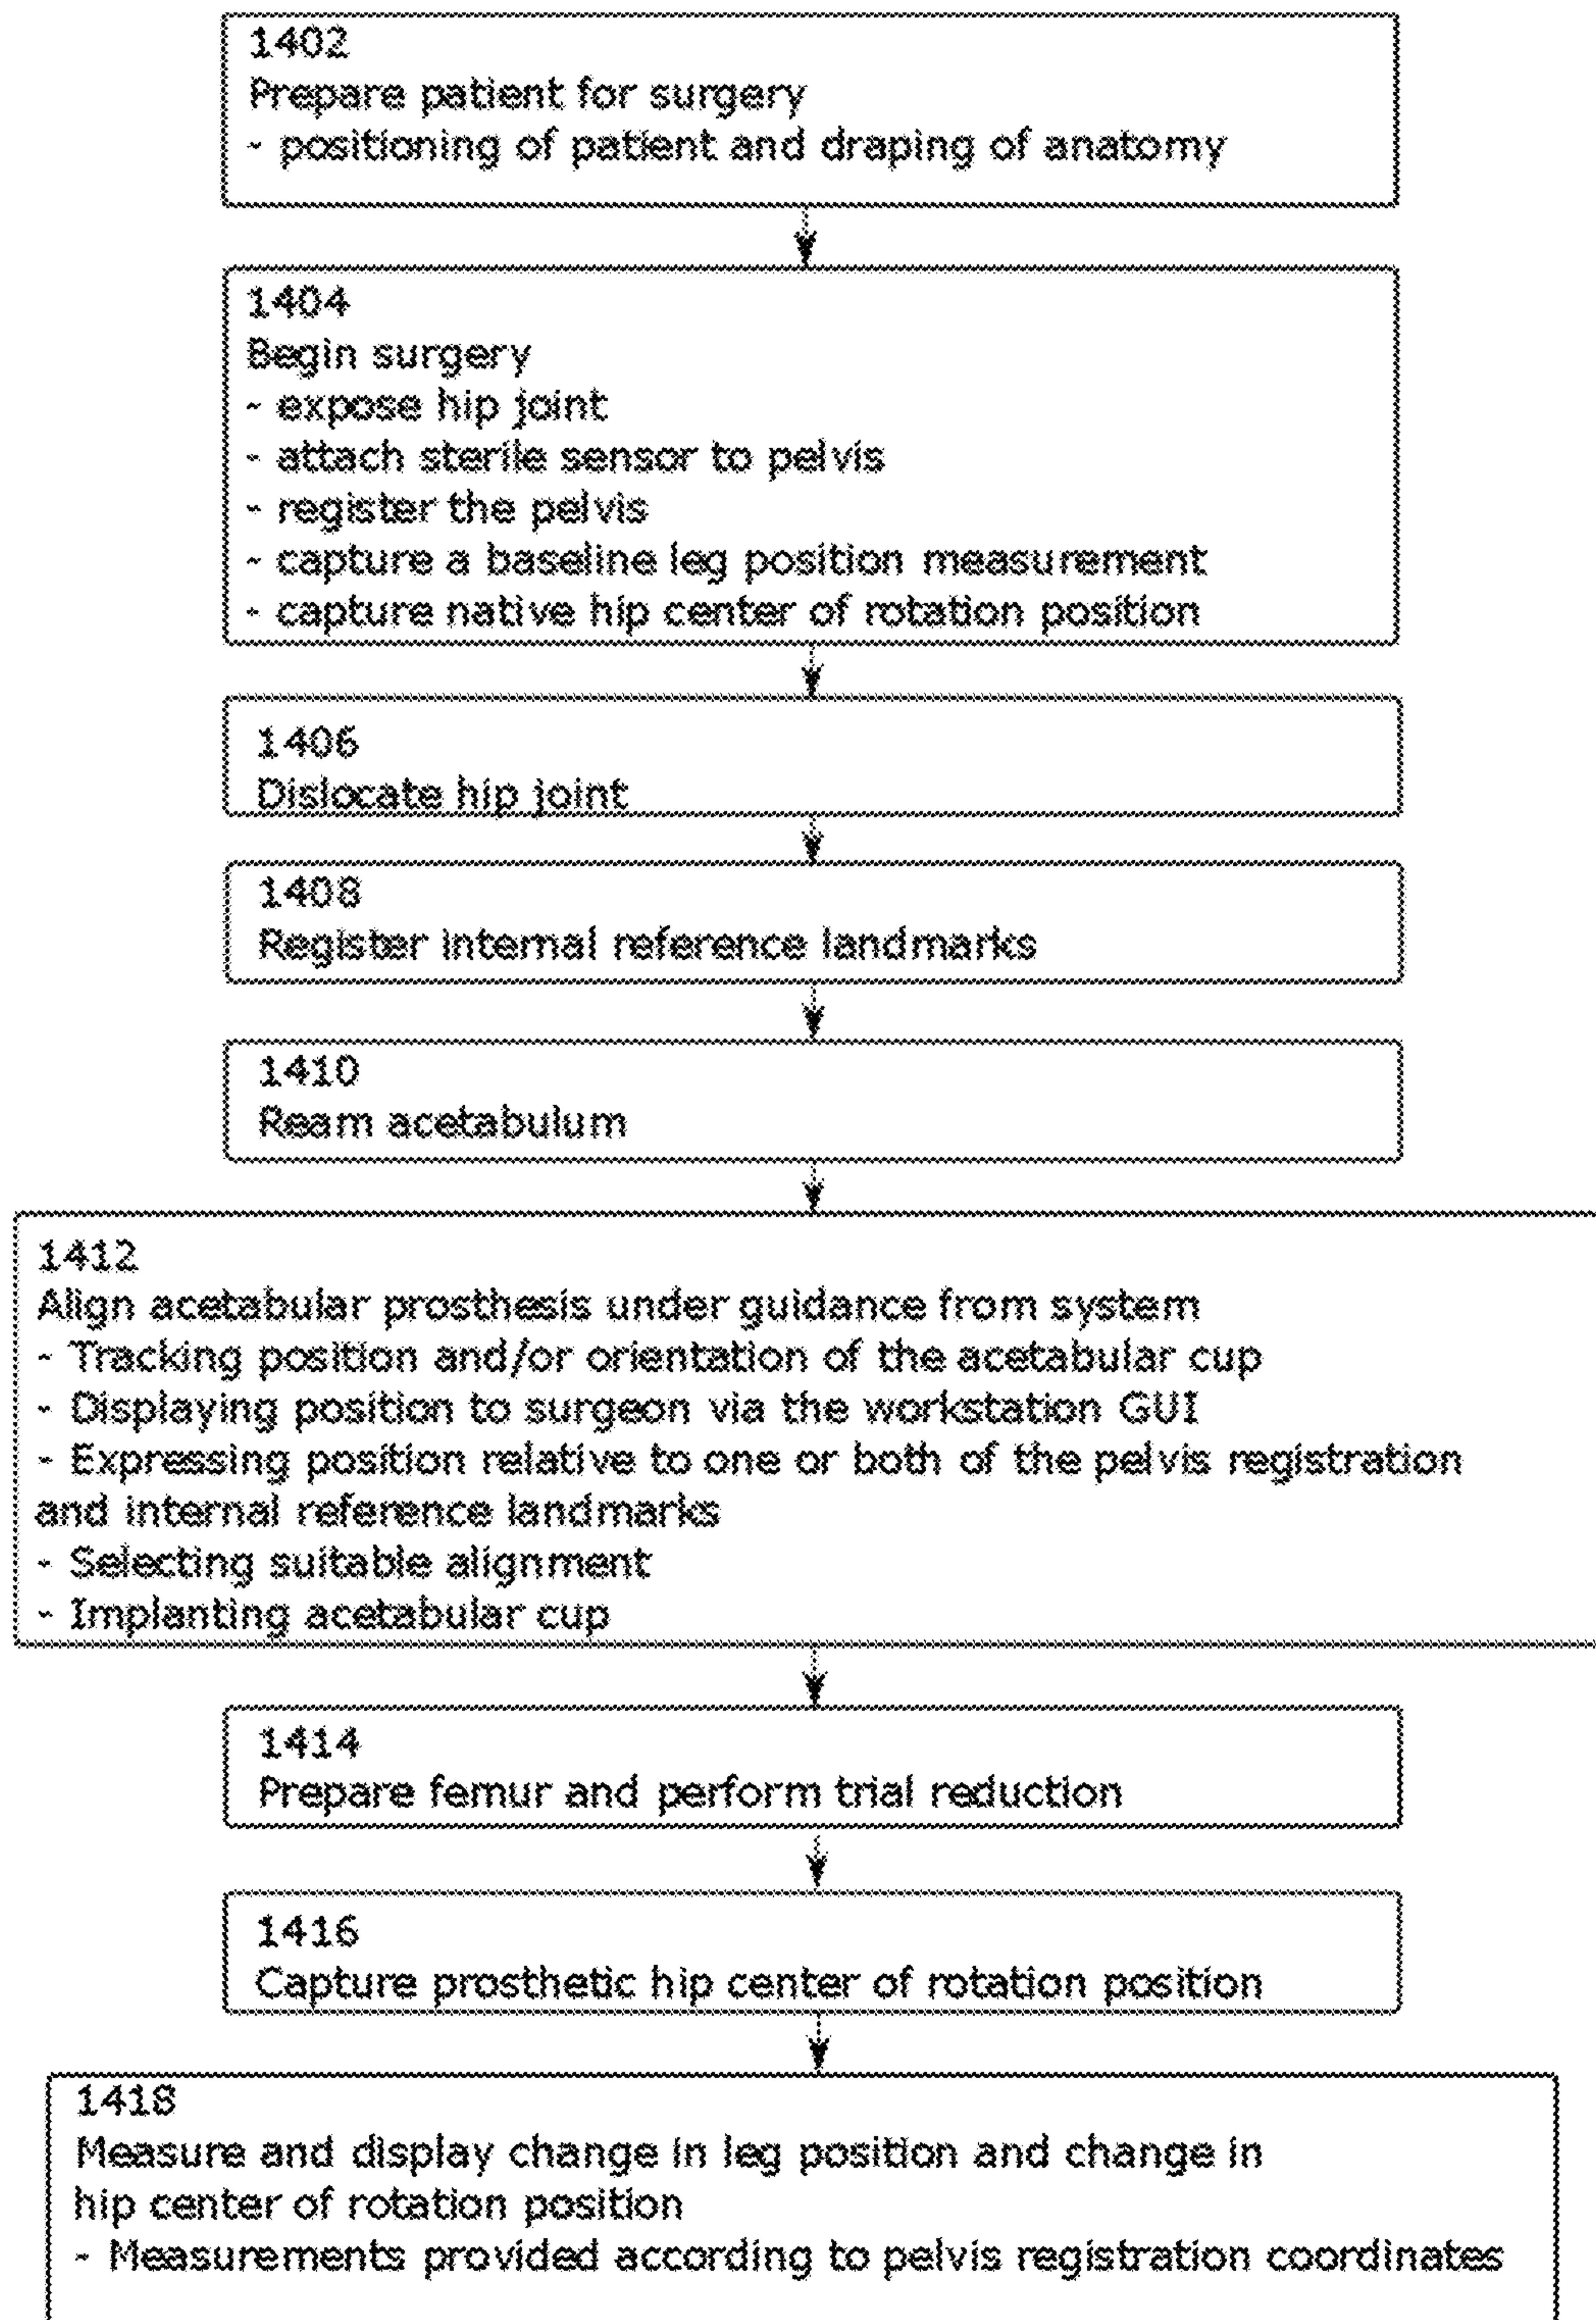 1402
Prepare patient for surgery
- positioning of patient and draping of anatomy
1404
Begin surgery
- expose hip joint
- attach sterile sensor to pelvis
- register the pelvis
- capture a baseline leg position measurement
- capture native hip center of rotation position
1406
Dislocate hip joint
1408
Register internal reference landmarks
1410
Ream acetabulum
1412
Align acetabular prosthesis under guidance from system
- Tracking position and/or orientation of the acetabular cup
- Displaying position to surgeon via the workstation GUI
- Expressing position relative to one or both of the pelvis registration
and internal reference landmarks
- Selecting suitable alignment
- Implanting acetabular cup
1414
Prepare femur and perform trial reduction
1416
Capture prosthetic hip center of rotation position
1418
Measure and display change in leg position and change in
hip center of rotation position
- Measurements provided according to pelvis registration coordinates